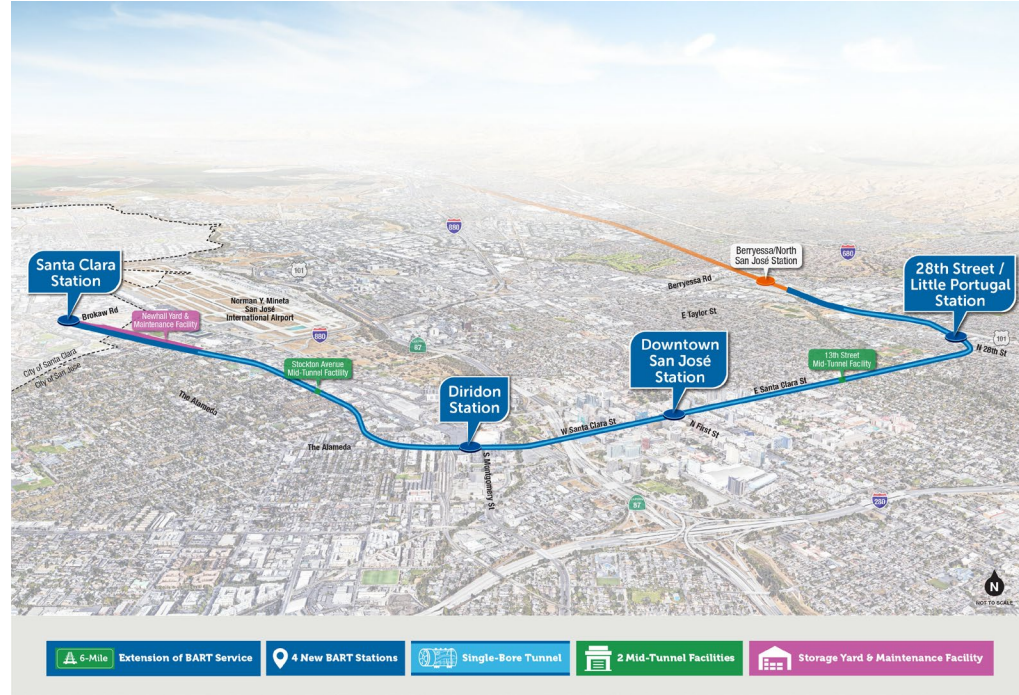 Santa Clara
Station
Brokaw Rd
Newhall Yard &
Maintenance Facility
City of Santa Clara
City of San Jose
101
Norman Y. Mineta
San José
International Airport
880
880
87
Stockton Avenue
Mid-Tunnel Facility
The Alameda
The Alameda
Diridon
Station
S Montgomery St
W Santa Clara St
Downtown
San José
Station
N First St
E Santa Clara St
13th Street
Mid-Tunnel Facility
Berryessa/North
San José Station
Berryessa Rd
E Taylor St
680
28th Street /
Little Portugal
Station
101
N 28th St
87
280
N
NOT TO SCALE
6-Mile Extension of BART Service
4 New BART Stations
Single-Bore Tunnel
2 Mid-Tunnel Facilities
Storage Yard & Maintenance Facility